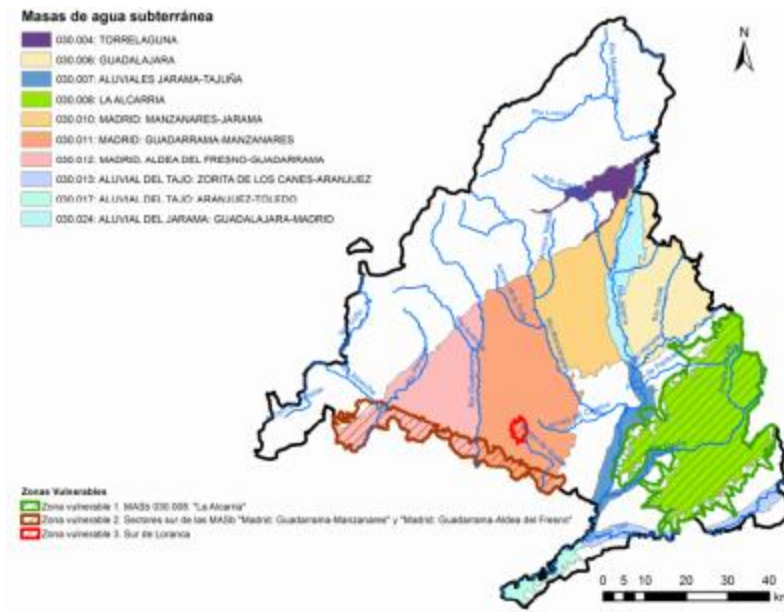 Masas de agua subterránea
030.004: TORRELAGUNA
030.006: GUADALAJARA
030.007: ALUVIALES JARAMA-TAJUÑA
030.008: LA ALCARRIA
030.010: MADRID: MANZANARES-JARAMA
030.011: MADRID: GUADARRAMA-MANZANARES
030.012: MADRID: ALDEA DEL FRESNO-GUADARRAMA
030.013: ALUVIAL DEL TAJO: ZORITA DE LOS CANES-ARANJUEZ
030.017: ALUVIAL DEL TAJO: ARANJUEZ-TOLEDO
030.024: ALUVIAL DEL JARAMA: GUADALAJARA-MADRID
N
Zonas Vulnerables
Zona vulnerable 1. MASb 030.008: "La Alcarria"
Zona vulnerable 2. Sectores sur de las MASb "Madrid: Guadarrama-Manzanares" y "Madrid: Guadarrama-Aldea del Fresno"
Zona vulnerable 3. Sur de Loranca
0 5 10 20 30 40